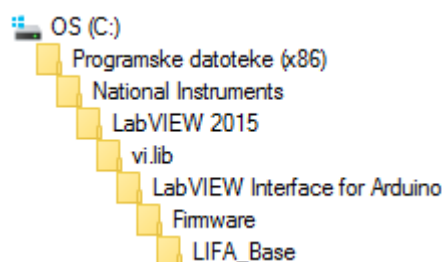 OS (C:)
Programske datoteke (x86)
National Instruments
LabVIEW 2015
vi.lib
LabVIEW Interface for Arduino
Firmware
LIFA_Base